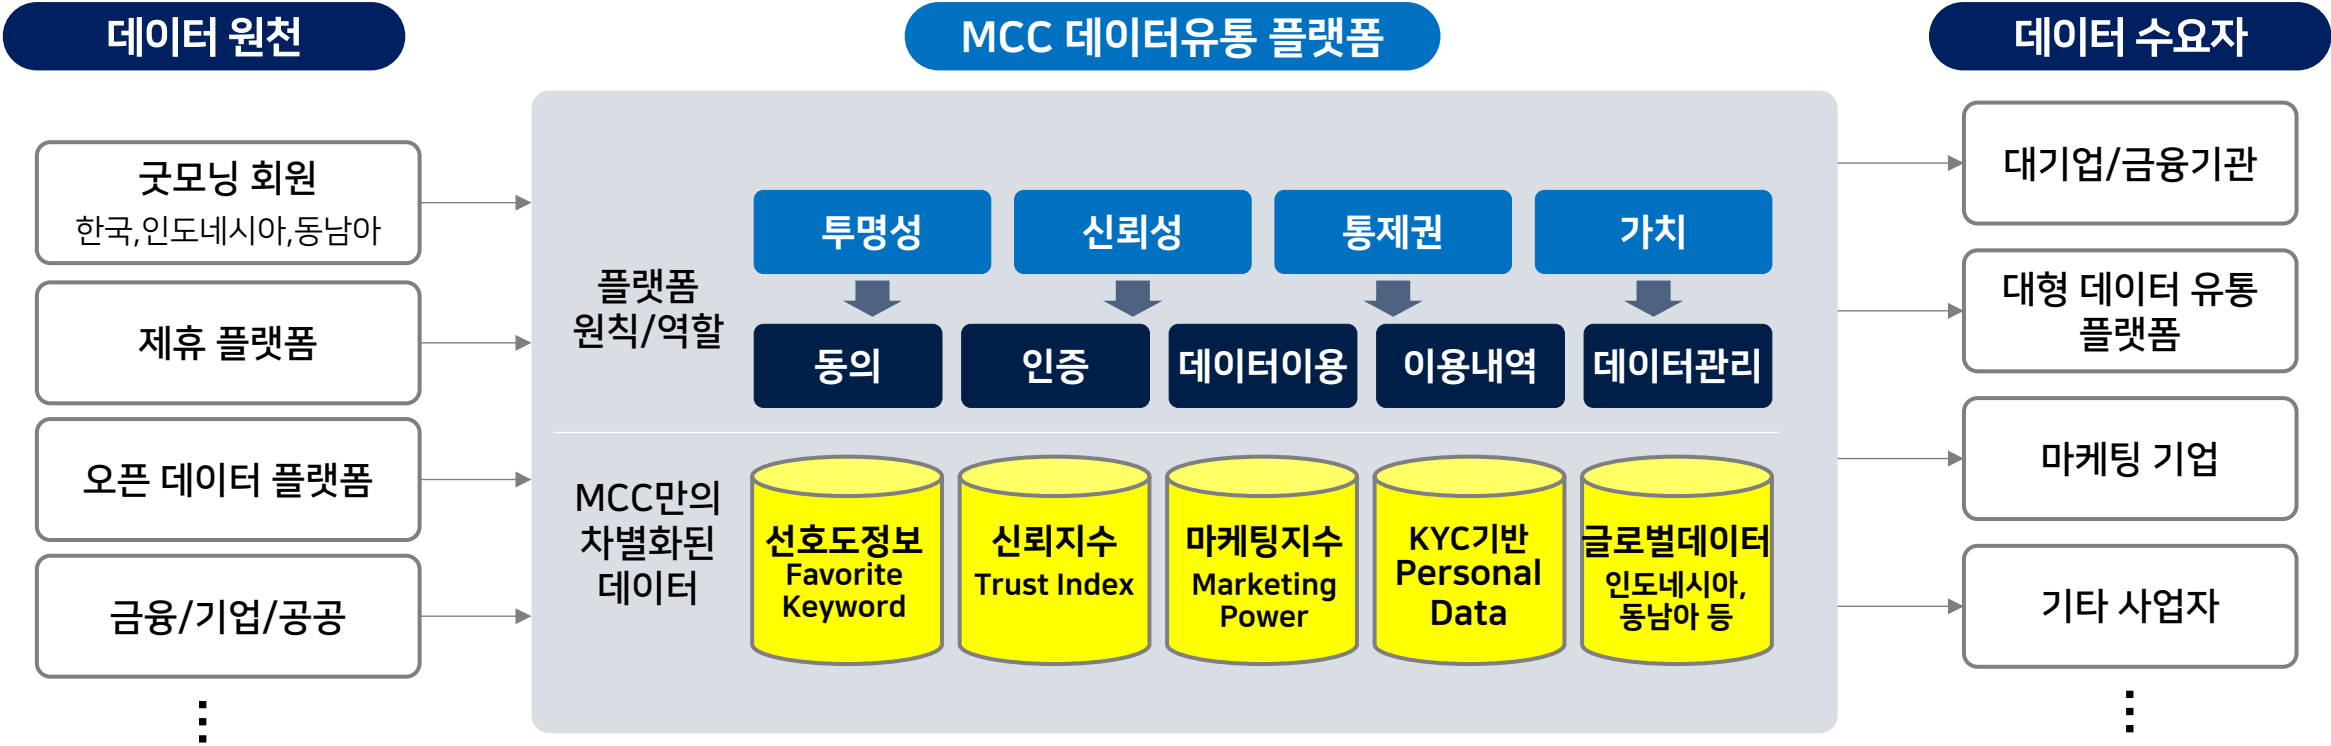 데이터 원천
MCC 데이터유통 플랫폼
데이터 수요자
굿모닝 회원
한국,인도네시아,동남아
제휴 플랫폼
오픈 데이터 플랫폼
금융/기업/공공
플랫폼
원칙/역할
투명성
신뢰성
통제권
가치
동의
인증
데이터이용
이용내역
데이터관리
MCC만의
차별화된
데이터
선호도정보
Favorite
Keyword
신뢰지수
Trust Index
마케팅지수
Marketing
Power
KYC기반
Personal
Data
글로벌데이터
인도네시아,
동남아 등
대기업/금융기관
대형 데이터 유통
플랫폼
마케팅 기업
기타 사업자